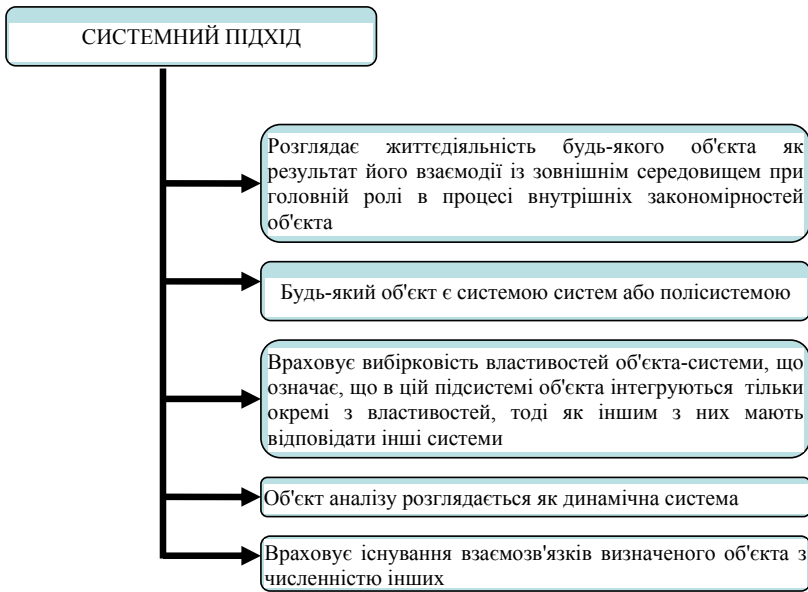 СИСТЕМНИЙ ПІДХІД
Розглядає життєдіяльність будь-якого об'єкта як
результат його взаємодії із зовнішнім середовищем при
головній ролі в процесі внутрішніх закономірностей
об'єкта
Будь-який об'єкт є системою систем або полісистемою
Враховує вибірковість властивостей об'єкта-системи, що
означає, що в цій підсистемі об'єкта інтегруються тільки
окремі з властивостей, тоді як іншим з них мають
відповідати інші системи
Об'єкт аналізу розглядається як динамічна система
Враховує існування взаємозв'язків визначеного об'єкта з
численністю інших